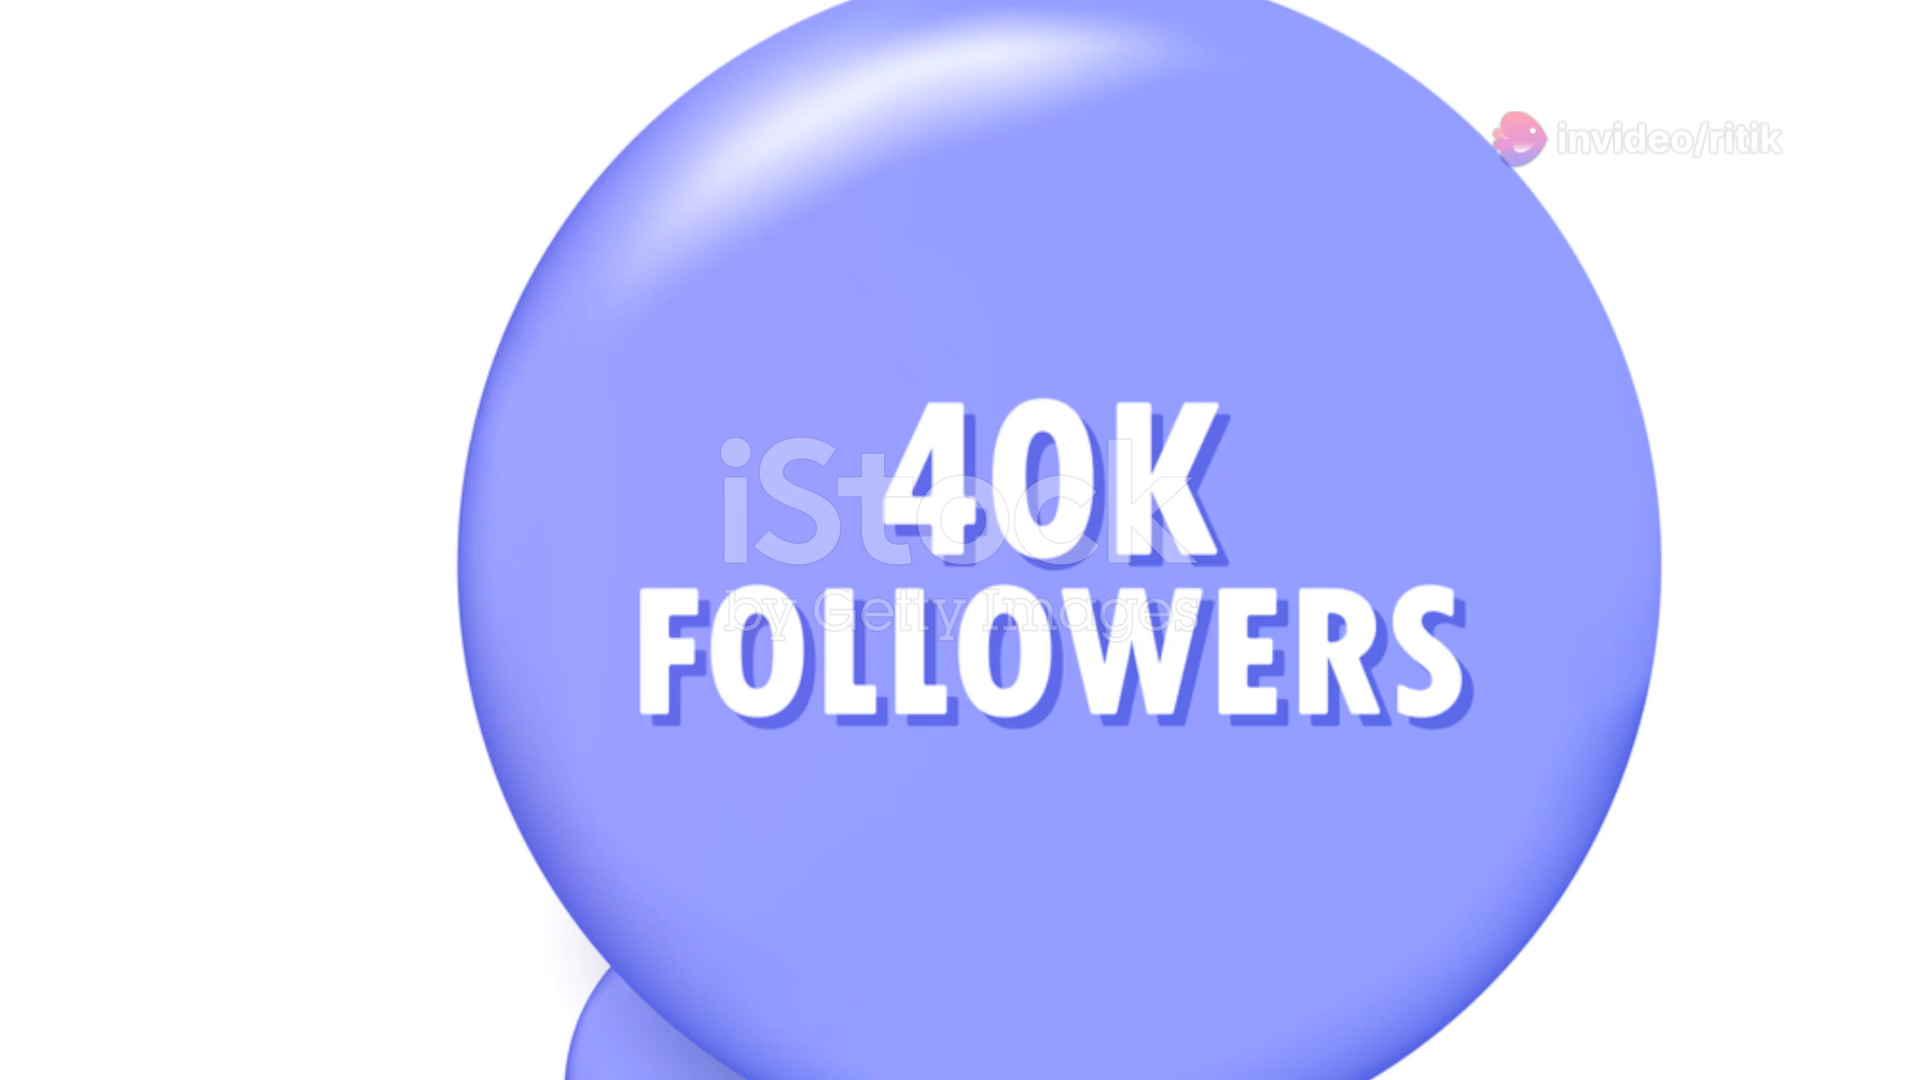 invideo/ritik
40K
iStock
by Getty Images
FOLLOWERS